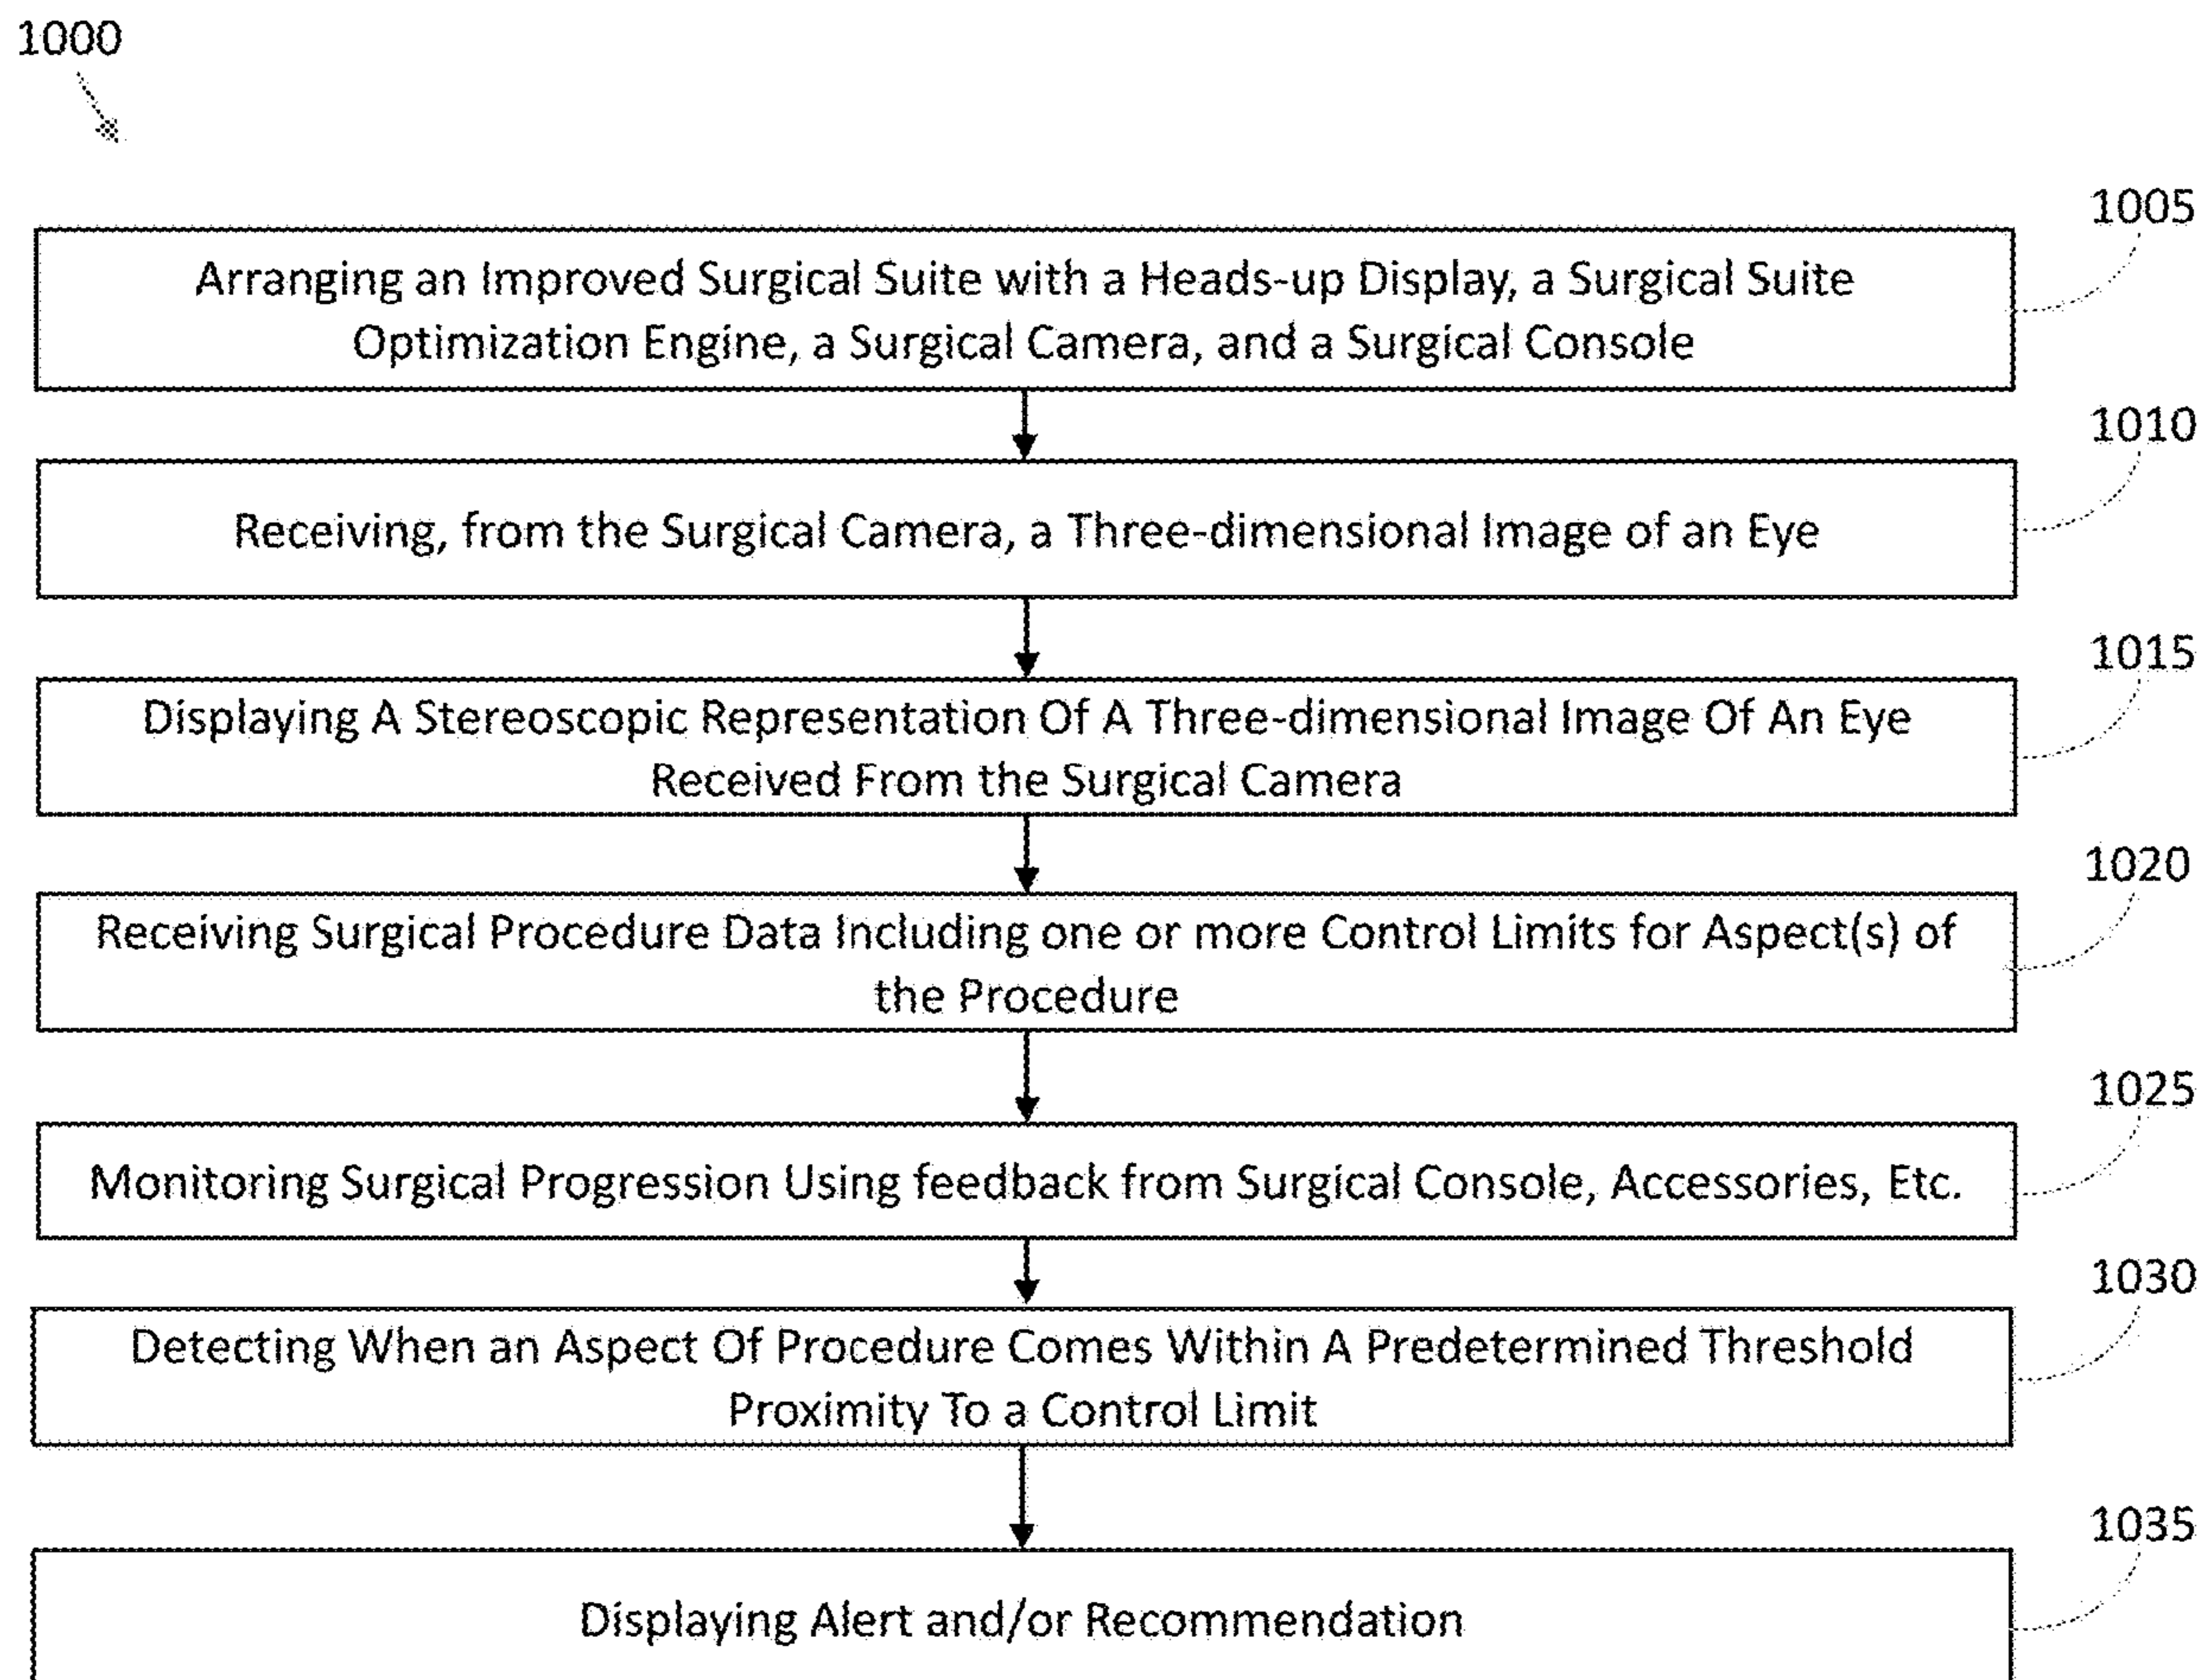 1000
1005
Arranging an Improved Surgical Suite with a Heads-up Display, a Surgical Suite
Optimization Engine, a Surgical Camera, and a Surgical Console
1010
Receiving, from the Surgical Camera, a Three-dimensional Image of an Eye
1015
Displaying A Stereoscopic Representation Of A Three-dimensional Image Of An Eye
Received From the Surgical Camera
1020
Receiving Surgical Procedure Data Including one or more Control Limits for Aspect(s) of
the Procedure
1025
Monitoring Surgical Progression Using feedback from Surgical Console, Accessories, Etc.
1030
Detecting When an Aspect Of Procedure Comes Within A Predetermined Threshold
Proximity To a Control Limit
1035
Displaying Alert and/or Recommendation